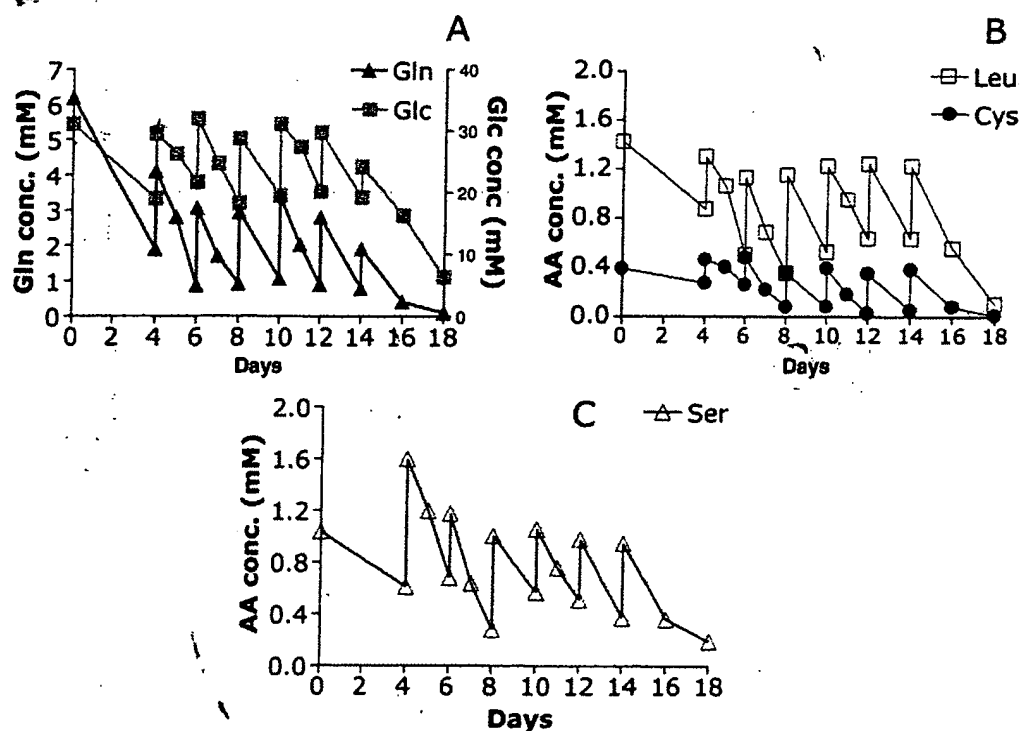 A
Gln conc. (mM)
7
6
5
4
3
2
1
0
Gln
Glc
40
30
20
10
0
Glc conc (mM)
0 2 4 6 8 10 12 14 16 18
Days
B
AA conc. (mM)
2.0
1.6
1.2
0.8
0.4
0.0
Leu
Cys
0 2 4 6 8 10 12 14 16 18
Days
C
AA conc. (mM)
2.0
1.6
1.2
0.8
0.4
0.0
Ser
0 2 4 6 8 10 12 14 16 18
Days